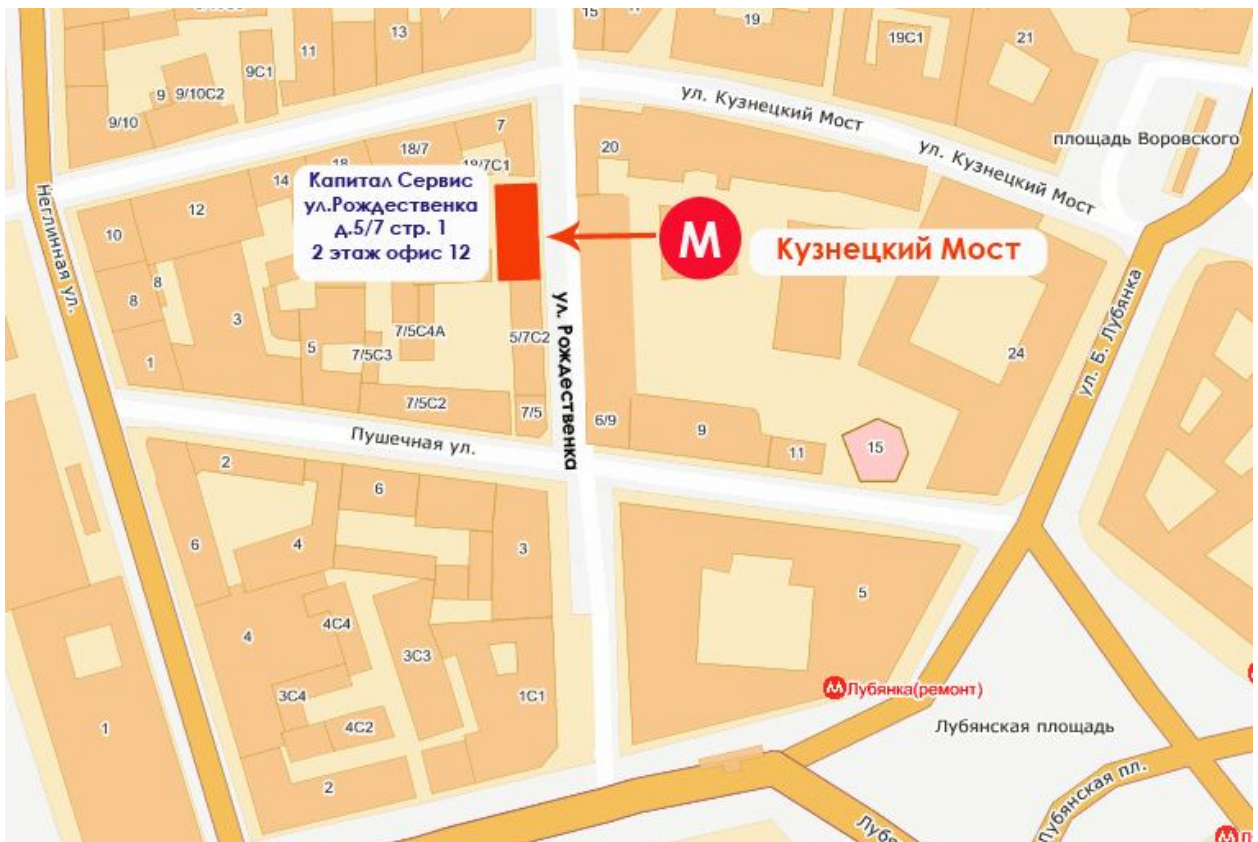 15
19
13
11
9С1
9/10С2
9
9/10
19С1
21
ул. Кузнецкий Мост
ул. Кузнецкий Мост
площадь Воровского
7
18/7
18
18/7С1
14
20
Капитал Сервис
ул.Рождественка
д.5/7 стр. 1
2 этаж офис 12
М
Кузнецкий Мост
Неглинная ул.
12
10
8
8
3
1
5
7/5С4А
7/5С3
5/7С2
7/5С2
7/5
ул. Рождественка
ул. Б. Лубянка
24
6/9
9
11
15
Пушечная ул.
2
6
6
4
3
5
4
4С4
3С3
3С4
4С2
1С1
1
2
Лубянка(ремонт)
Лубянская площадь
Лубянская пл.